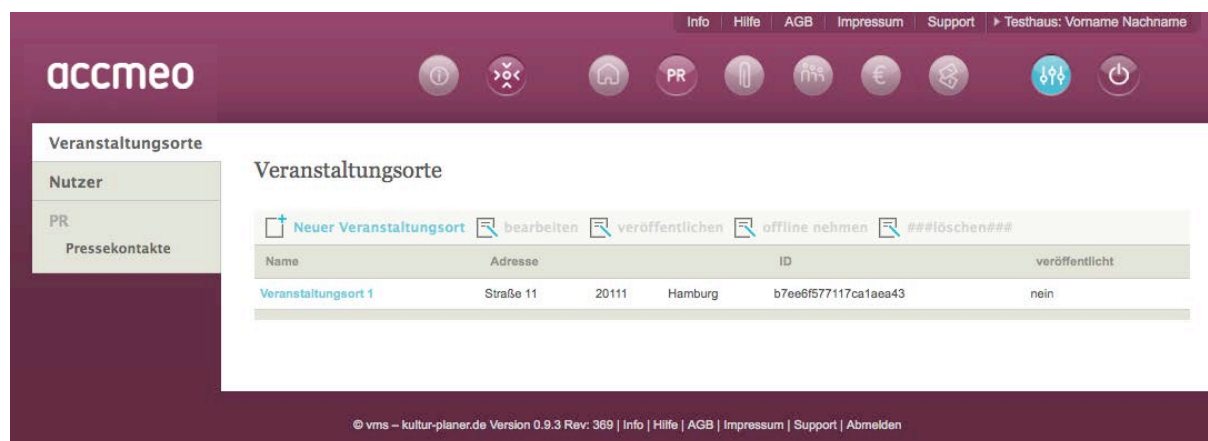 Info Hilfe AGB Impressum Support Testhaus: Vorname Nachname
accmeo
PR €
Veranstaltungsorte
Nutzer
PR
Pressekontakte
Veranstaltungsorte
Neuer Veranstaltungsort bearbeiten veröffentlichen offline nehmen ###löschen###
Name Adresse ID veröffentlicht
Veranstaltungsort 1 Straße 11 20111 Hamburg b7ee6f577117ca1aea43 nein
© vms – kultur-planer.de Version 0.9.3 Rev: 369 | Info | Hilfe | AGB | Impressum | Support | Abmelden